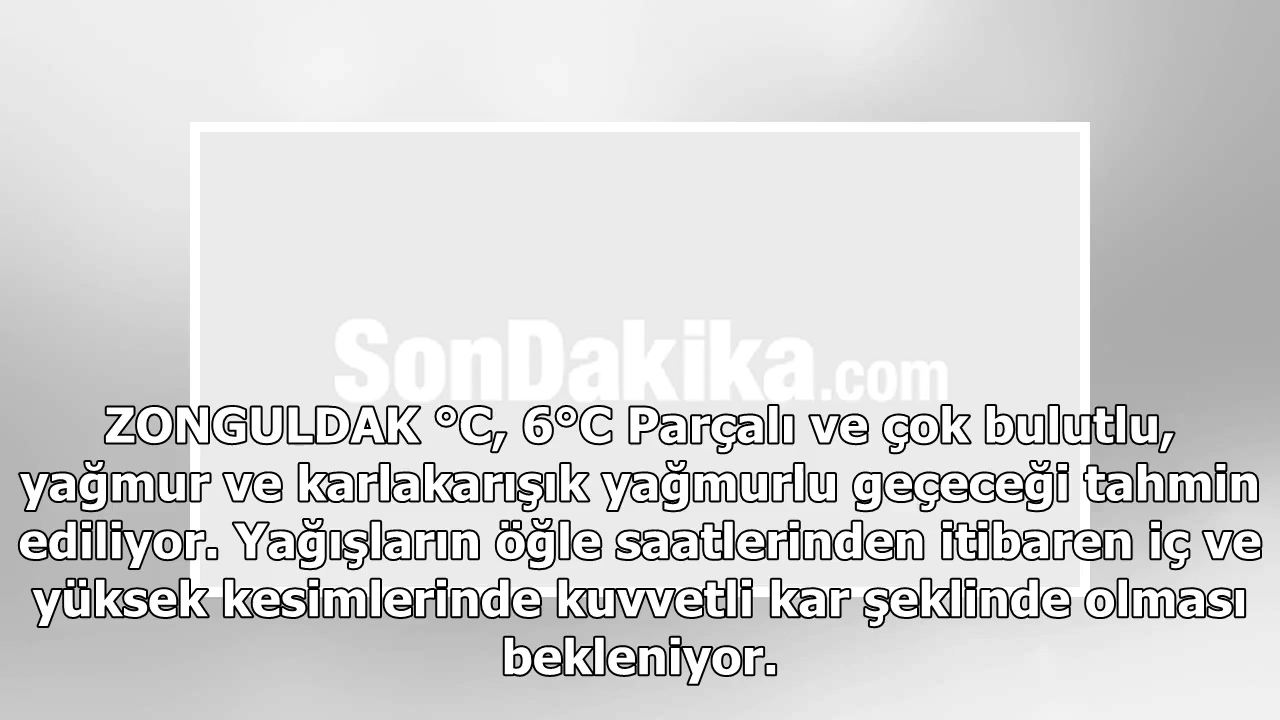 SonDakika.com
ZONGULDAK °C, 6°C Parçalı ve çok bulutlu,
yağmur ve karlakarışık yağmurlu geçeceği tahmin
ediliyor. Yağışların öğle saatlerinden itibaren iç ve
yüksek kesimlerinde kuvvetli kar şeklinde olması
bekleniyor.